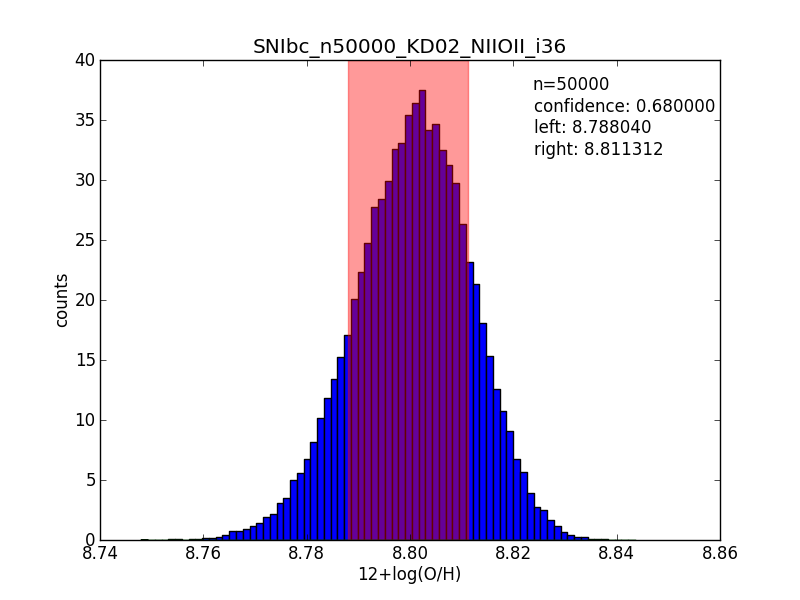 SNIbc_n50000_KD02_NIIOII_i36
n=50000
confidence: 0.680000
left: 8.788040
right: 8.811312
counts
40
35
30
25
20
15
10
5
0
8.74 8.76 8.78 8.80 8.82 8.84 8.86
12+log(O/H)